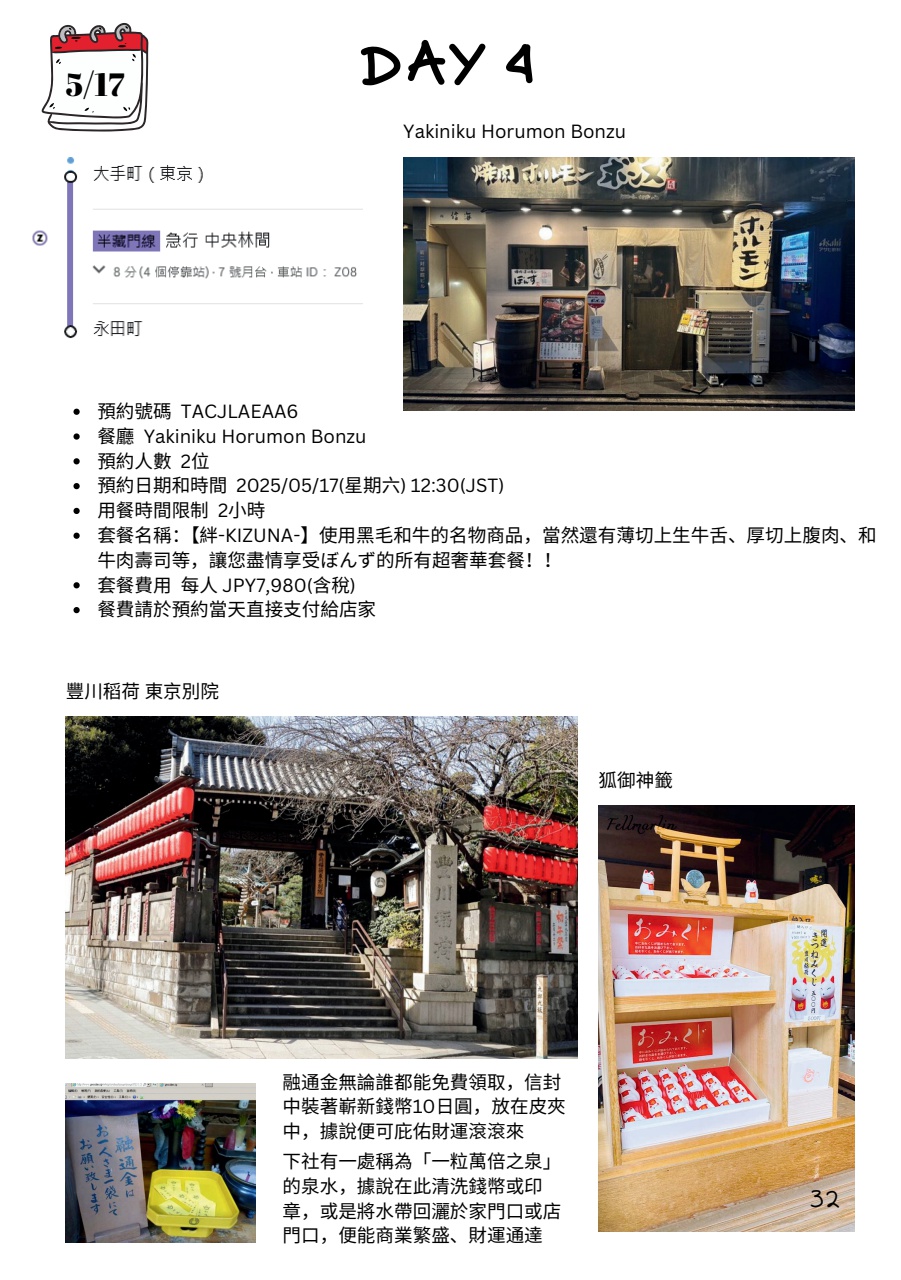 5/17
DAY 4
Yakiniku Horumon Bonzu
大手町 ( 東京 )
Z
半藏門線 急行 中央林間
8 分 (4 個停靠站) · 7 號月台 · 車站 ID： Z08
永田町
焼肉 ホルモン ボンズ
ホルモン
Asahi
預約號碼 TACJLAEAA6
餐廳 Yakiniku Horumon Bonzu
預約人數 2位
預約日期和時間 2025/05/17(星期六) 12:30(JST)
用餐時間限制 2小時
套餐名稱：【絆-KIZUNA-】使用黑毛和牛的名物商品，當然還有薄切上生牛舌、厚切上腹肉、和
牛肉壽司等，讓您盡情享受ぼんず的所有超奢華套餐！！
套餐費用 每人 JPY7,980(含稅)
餐費請於預約當天直接支付給店家
豐川稻荷 東京別院
豐川稻荷
狐御神籤
おみくじ
おみくじ
開運
きつねみくじ
五〇〇円
融通金は
お一人さま一袋にて
お願い致します
融通金無論誰都能免費領取，信封
中裝著嶄新錢幣10日圓，放在皮夾
中，據說便可庇佑財運滾滾來
下社有一處稱為「一粒萬倍之泉」
的泉水，據說在此清洗錢幣或印
章，或是將水帶回灑於家門口或店
門口，便能商業繁盛、財運通達
32